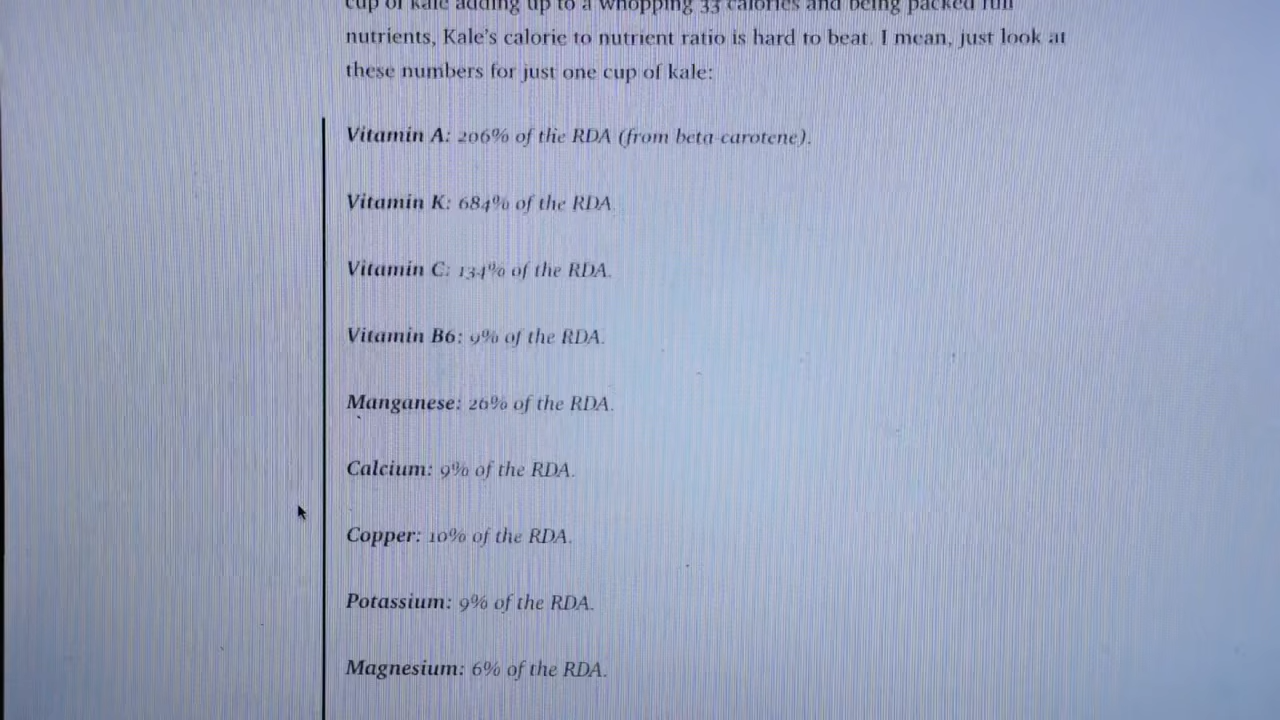 cup of kale adding up to a whopping 33 calories and being packed full
nutrients, Kale's calorie to nutrient ratio is hard to beat. I mean, just look at
these numbers for just one cup of kale:
Vitamin A: 206% of the RDA (from beta-carotene).
Vitamin K: 684% of the RDA.
Vitamin C: 134% of the RDA.
Vitamin B6: 9% of the RDA.
Manganese: 26% of the RDA.
Calcium: 9% of the RDA.
Copper: 10% of the RDA.
Potassium: 9% of the RDA.
Magnesium: 6% of the RDA.